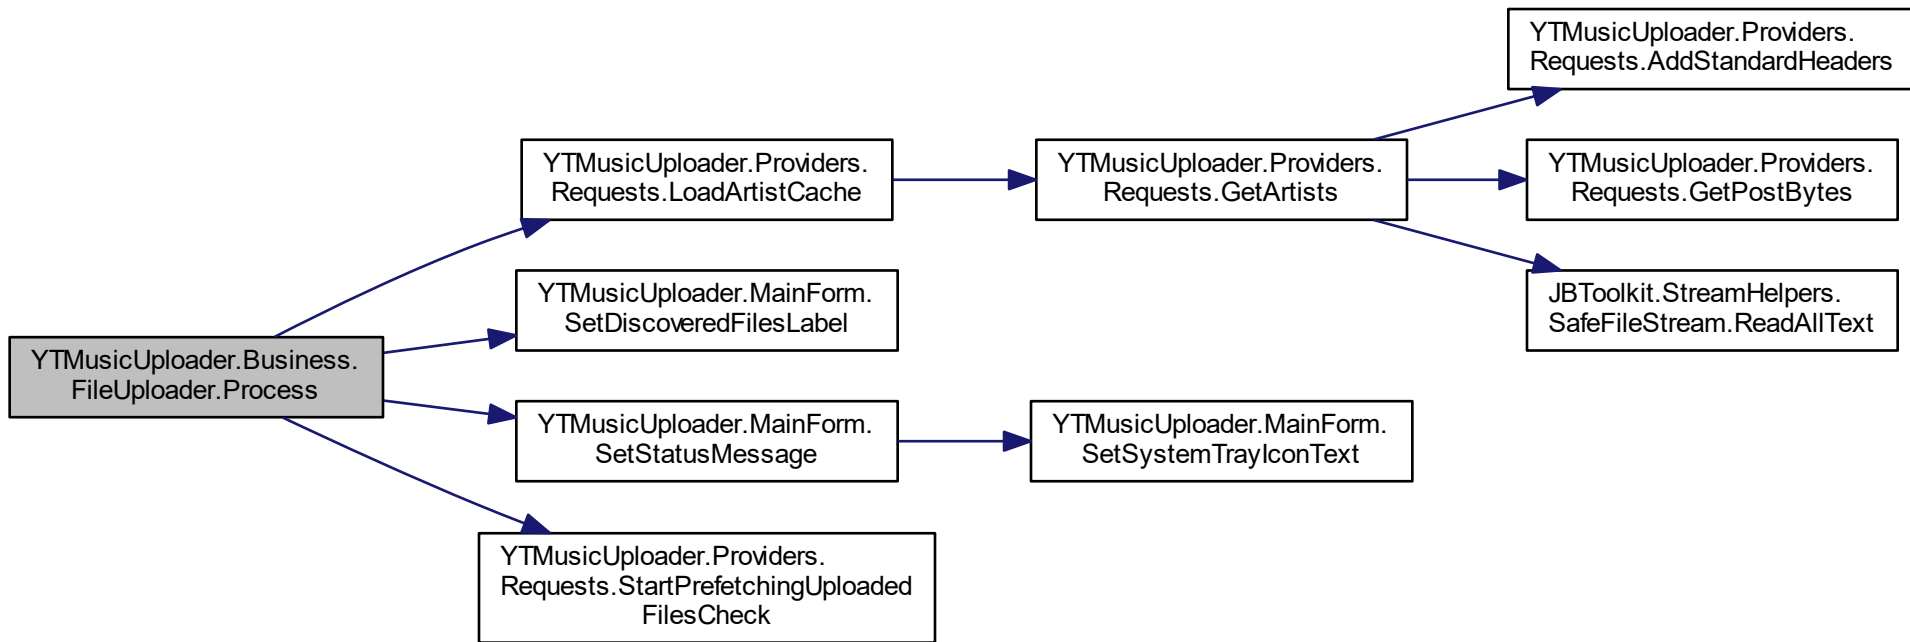 YTMusicUploader.Business.
FileUploader.Process
YTMusicUploader.Providers.
Requests.LoadArtistCache
YTMusicUploader.Providers.
Requests.GetArtists
YTMusicUploader.Providers.
Requests.AddStandardHeaders
YTMusicUploader.Providers.
Requests.GetPostBytes
JBToolkit.StreamHelpers.
SafeFileStream.ReadAllText
YTMusicUploader.MainForm.
SetDiscoveredFilesLabel
YTMusicUploader.MainForm.
SetStatusMessage
YTMusicUploader.MainForm.
SetSystemTrayIconText
YTMusicUploader.Providers.
Requests.StartPrefetchingUploaded
FilesCheck